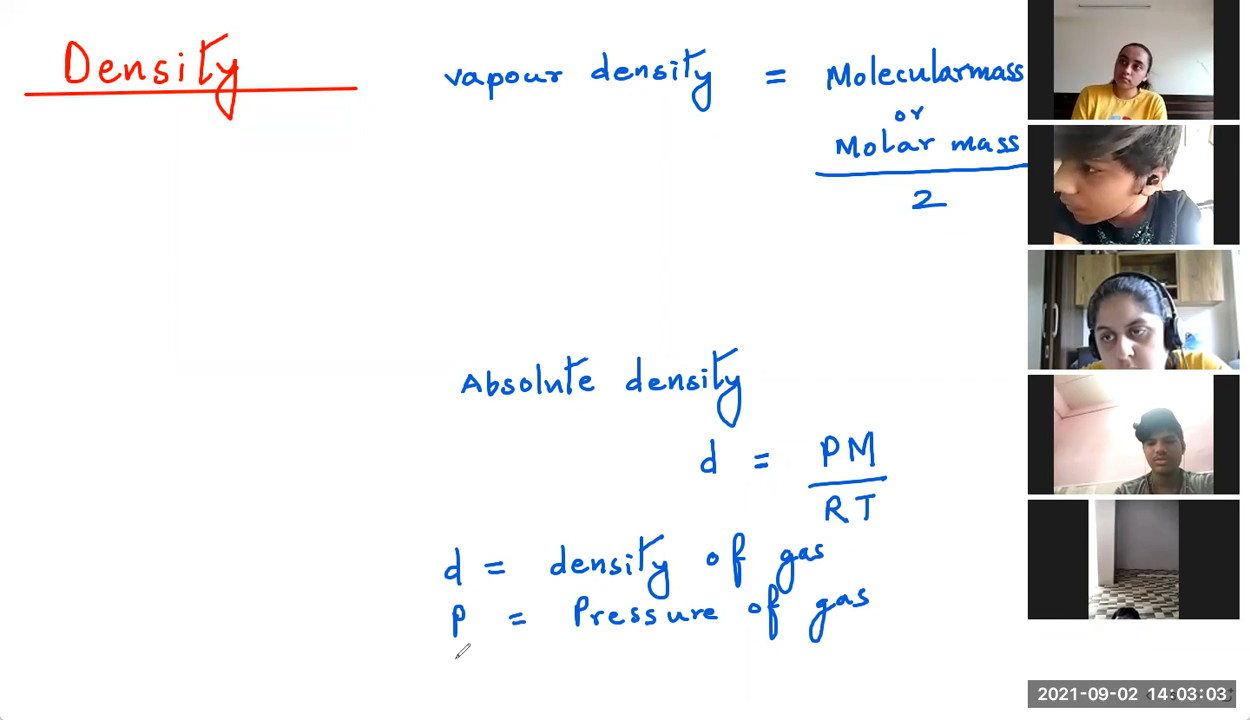 Density
vapour density = Molecularmass
or
Molar mass
2
Absolute density
d = PM
RT
d = density of gas
P = Pressure of gas
2021-09-02 14:03:03